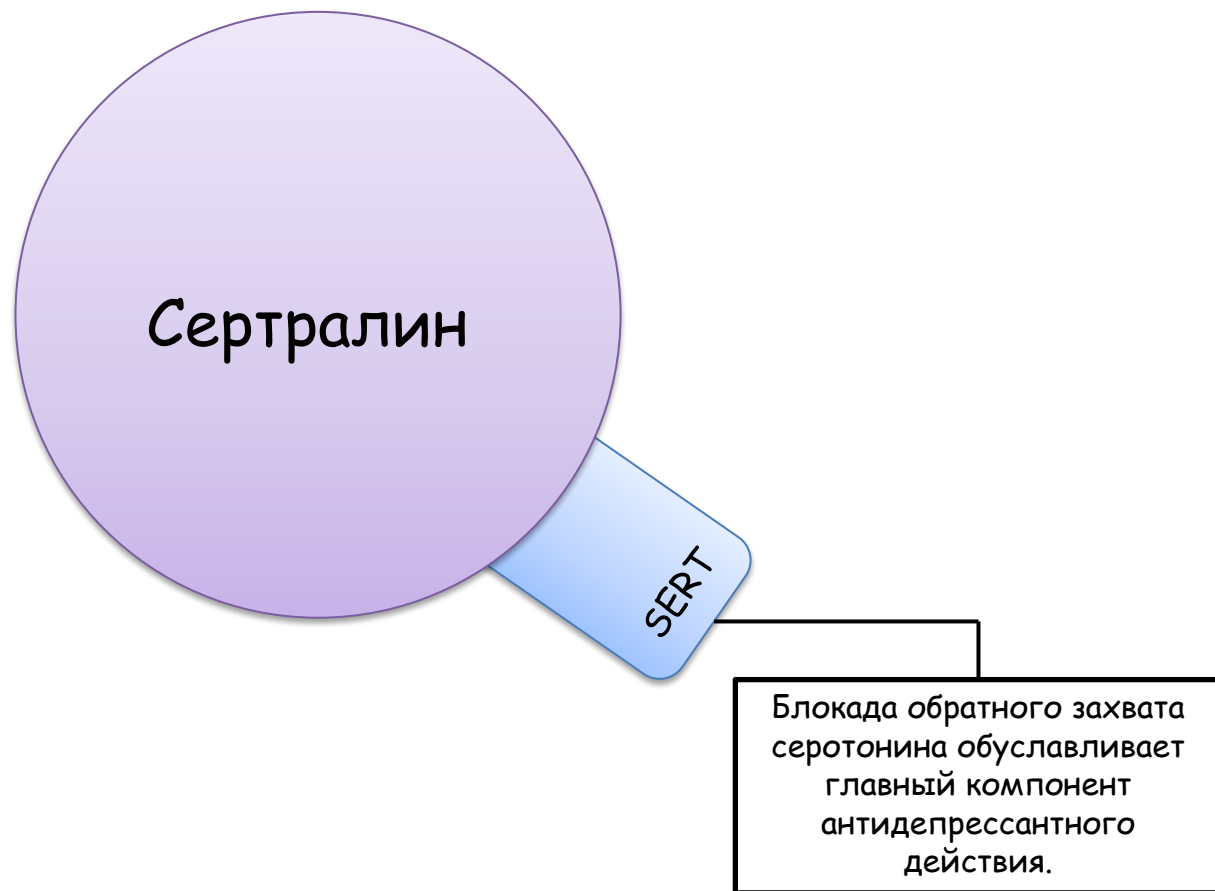 Сертралин
SERT
Блокада обратного захвата
серотонина обуславливает
главный компонент
антидепрессантного
действия.